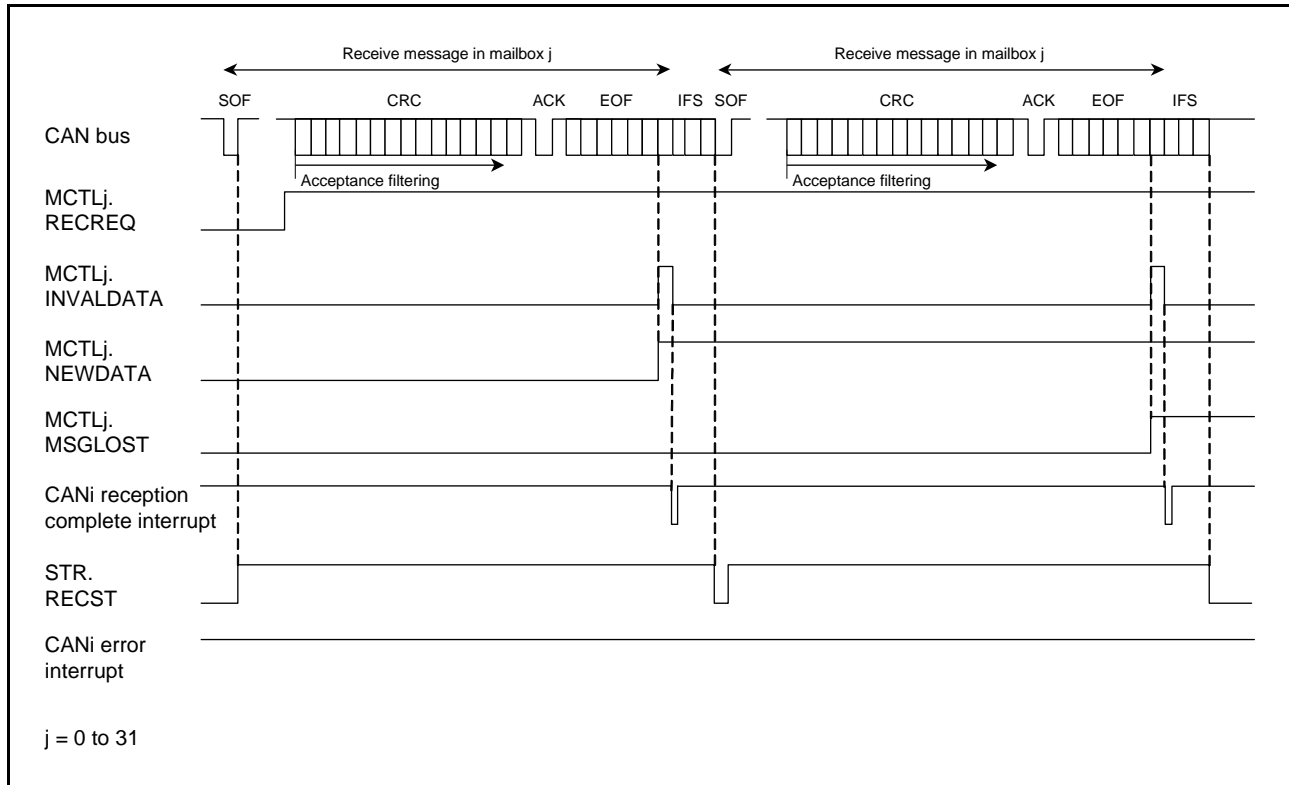 Receive message in mailbox j
Receive message in mailbox j
SOF CRC ACK EOF IFS SOF CRC ACK EOF IFS
CAN bus
Acceptance filtering
Acceptance filtering
MCTLj.
RECREQ
MCTLj.
INVALDATA
MCTLj.
NEWDATA
MCTLj.
MSGLOST
CANi reception
complete interrupt
STR.
RECST
CANi error
interrupt
j = 0 to 31